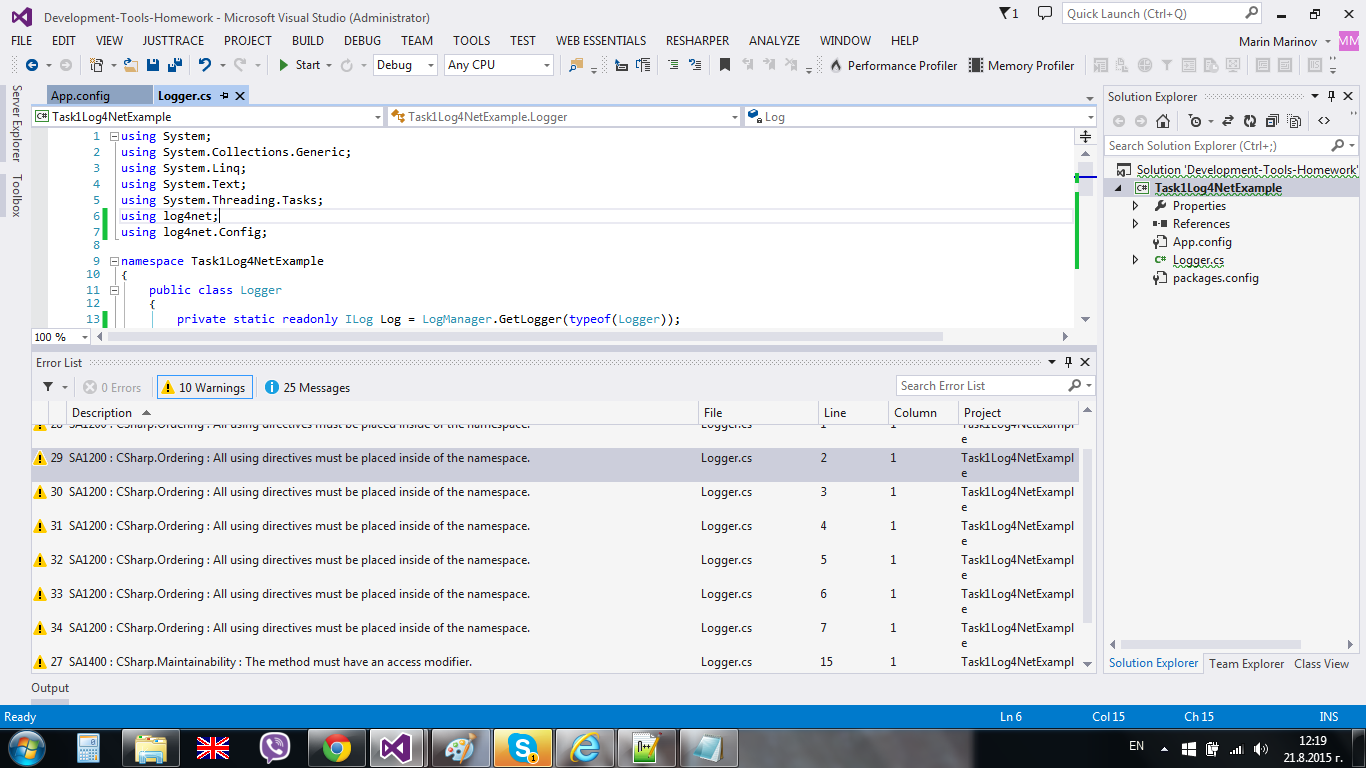 Development-Tools-Homework - Microsoft Visual Studio (Administrator)
1
Quick Launch (Ctrl+Q)
FILE EDIT VIEW JUSTTRACE PROJECT BUILD DEBUG TEAM TOOLS TEST WEB ESSENTIALS RESHARPER ANALYZE WINDOW HELP
Marin Marinov
MM
Start Debug Any CPU Performance Profiler Memory Profiler
Server Explorer
Toolbox
App.config Logger.cs
C# Task1Log4NetExample Task1Log4NetExample.Logger Log
1 using System;
2 using System.Collections.Generic;
3 using System.Linq;
4 using System.Text;
5 using System.Threading.Tasks;
6 using log4net;
7 using log4net.Config;
8
9 namespace Task1Log4NetExample
10 {
11 public class Logger
12 {
13 private static readonly ILog Log = LogManager.GetLogger(typeof(Logger));
100 %
Solution Explorer
Search Solution Explorer (Ctrl+;)
Solution 'Development-Tools-Homework'
C# Task1Log4NetExample
Properties
References
App.config
C# Logger.cs
packages.config
Solution Explorer Team Explorer Class View
Error List
0 Errors 10 Warnings 25 Messages
Search Error List
Description File Line Column Project
28 SA1200 : CSharp.Ordering : All using directives must be placed inside of the namespace. Logger.cs 1 1 Task1Log4NetExampl
e
29 SA1200 : CSharp.Ordering : All using directives must be placed inside of the namespace. Logger.cs 2 1 Task1Log4NetExampl
e
30 SA1200 : CSharp.Ordering : All using directives must be placed inside of the namespace. Logger.cs 3 1 Task1Log4NetExampl
e
31 SA1200 : CSharp.Ordering : All using directives must be placed inside of the namespace. Logger.cs 4 1 Task1Log4NetExampl
e
32 SA1200 : CSharp.Ordering : All using directives must be placed inside of the namespace. Logger.cs 5 1 Task1Log4NetExampl
e
33 SA1200 : CSharp.Ordering : All using directives must be placed inside of the namespace. Logger.cs 6 1 Task1Log4NetExampl
e
34 SA1200 : CSharp.Ordering : All using directives must be placed inside of the namespace. Logger.cs 7 1 Task1Log4NetExampl
e
27 SA1400 : CSharp.Maintainability : The method must have an access modifier. Logger.cs 15 1 Task1Log4NetExampl
Output
Ready Ln 6 Col 15 Ch 15 INS
1
EN
12:19
21.8.2015 г.